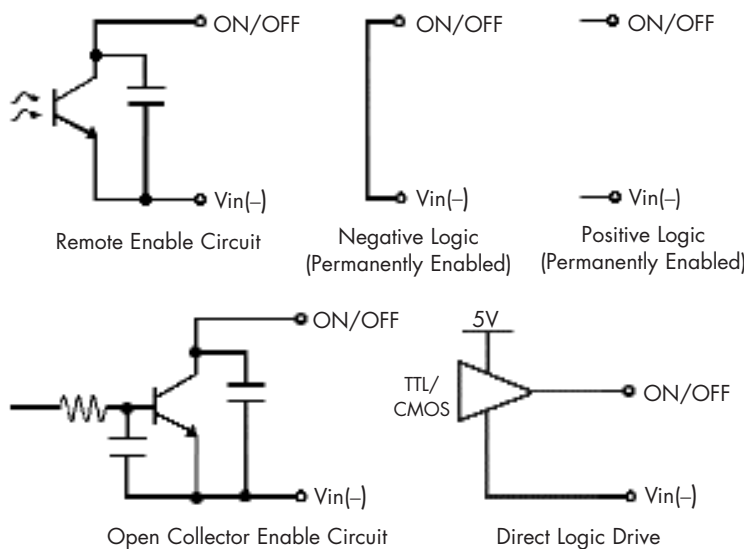 ON/OFF
Vin(–)
Remote Enable Circuit
ON/OFF
Vin(–)
Negative Logic
(Permanently Enabled)
ON/OFF
Vin(–)
Positive Logic
(Permanently Enabled)
ON/OFF
Vin(–)
Open Collector Enable Circuit
5V
TTL/
CMOS
ON/OFF
Vin(–)
Direct Logic Drive